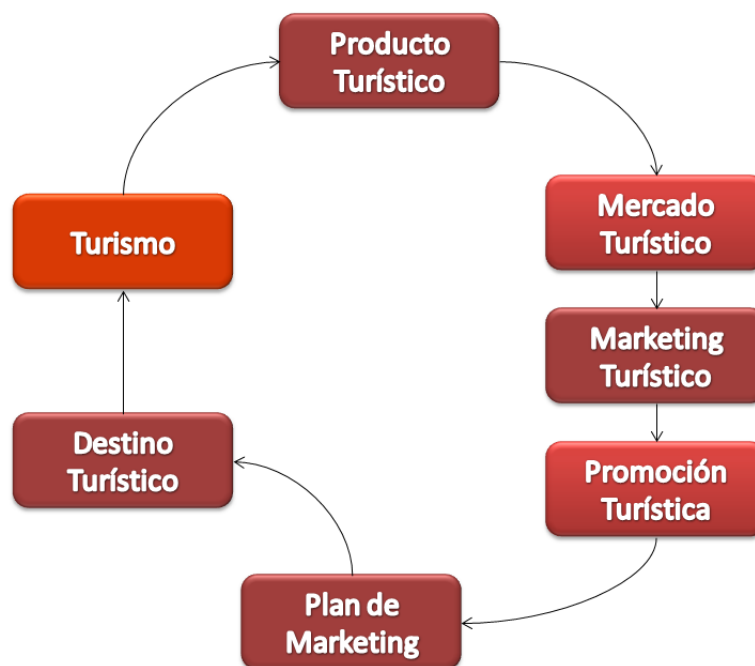 Producto
Turístico
Mercado
Turístico
Marketing
Turístico
Promoción
Turística
Plan de
Marketing
Destino
Turístico
Turismo